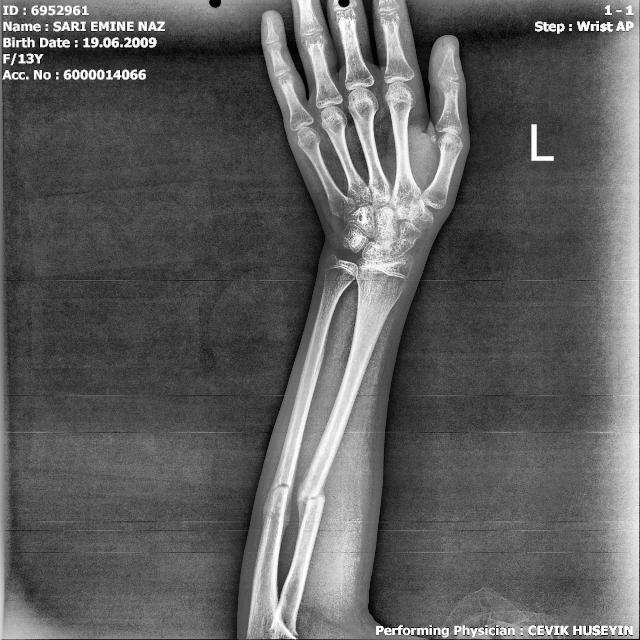 ID : 6952961
Name : SARI EMINE NAZ
Birth Date : 19.06.2009
F/13Y
Acc. No : 6000014066
1 - 1
Step : Wrist AP
L
Performing Physician : CEVIK HUSEYIN